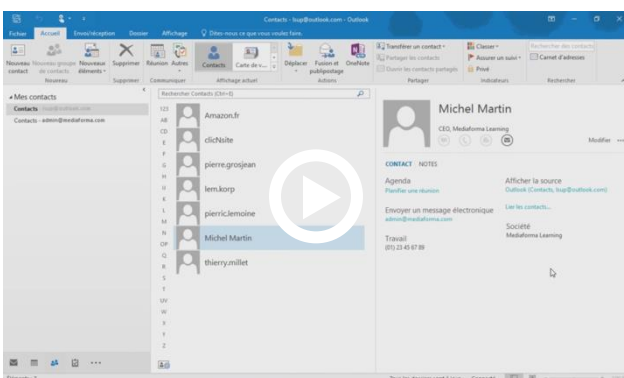 Contacts - bup@outlook.com - Outlook
Fichier Accueil Envoi/réception Dossier Affichage Dites-nous ce que vous voulez faire.
Nouveau contact
Nouveau groupe de contacts
Nouveaux éléments
Supprimer
Réunion
Autres
Contacts
Carte de v...
Déplacer
Fusion et publipostage
OneNote
Transférer un contact
Partager les contacts
Ouvrir les contacts partagés
Classer
Assurer un suivi
Privé
Rechercher des contacts
Carnet d'adresses
Nouveau Supprimer Communiquer Affichage actuel Actions Partager Indicateurs Rechercher
Mes contacts
Contacts - bup@outlook.com
Contacts - admin@mediaforma.com
Rechercher Contacts (Ctrl+E)
123
AB
CD
E
F
G
H
IJ
K
L
M
N
OP
Q
R
S
T
UV
W
X
Y
Z
Amazon.fr
clicNsite
pierre.grosjean
lem.korp
pierric.lemoine
Michel Martin
thierry.millet
Michel Martin
CEO, Mediaforma Learning
Modifier ...
CONTACT NOTES
Agenda
Planifier une réunion
Envoyer un message électronique
admin@mediaforma.com
Travail
(01) 23 45 67 89
Afficher la source
Outlook (Contacts, bup@outlook.com)
Lier les contacts...
Société
Mediaforma Learning